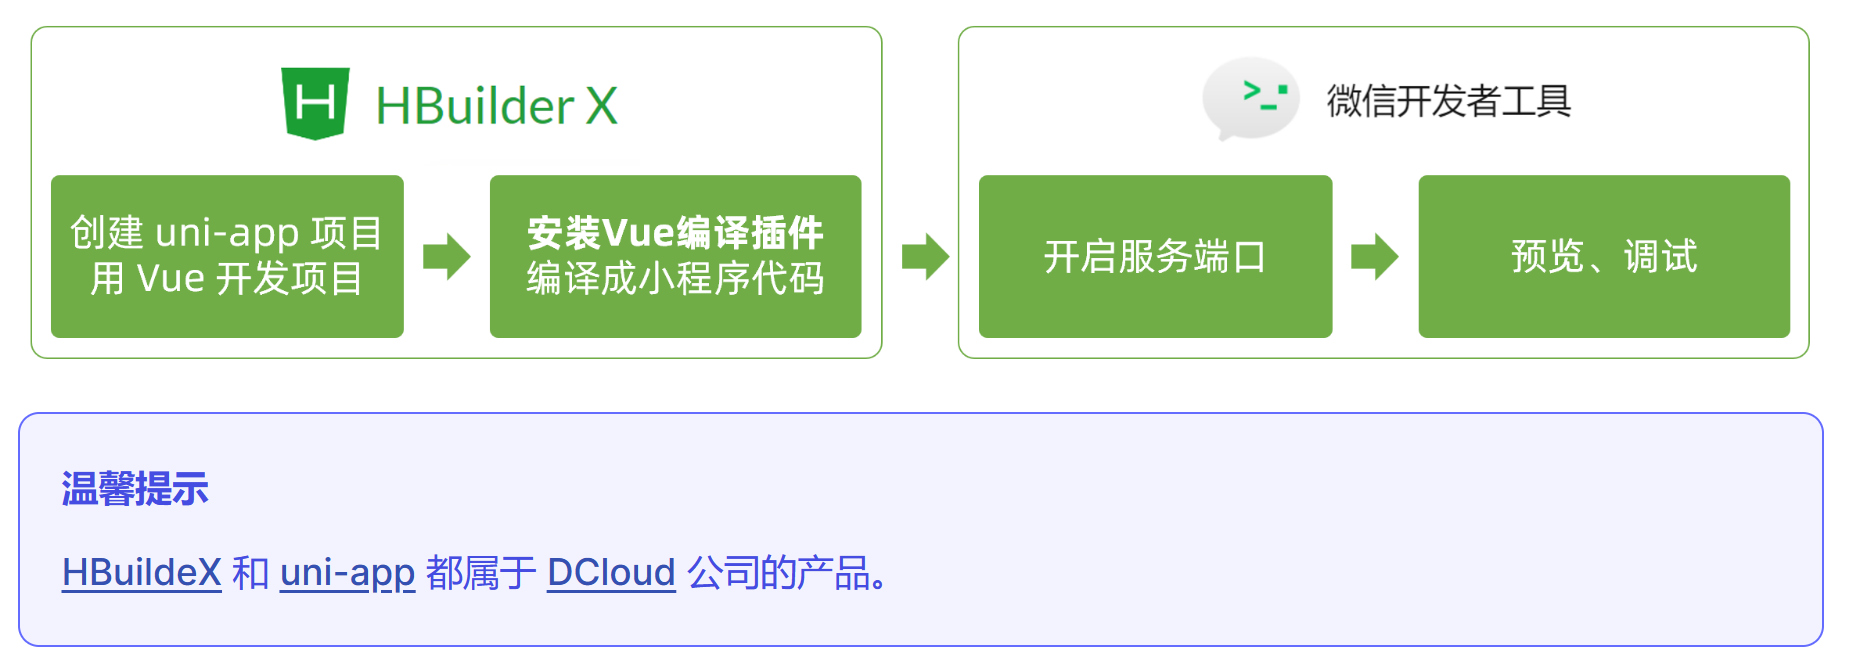 HBuilder X
创建 uni-app 项目
用 Vue 开发项目
安装Vue编译插件
编译成小程序代码
微信开发者工具
开启服务端口
预览、调试
温馨提示
HBuildeX 和 uni-app 都属于 DCloud 公司的产品。